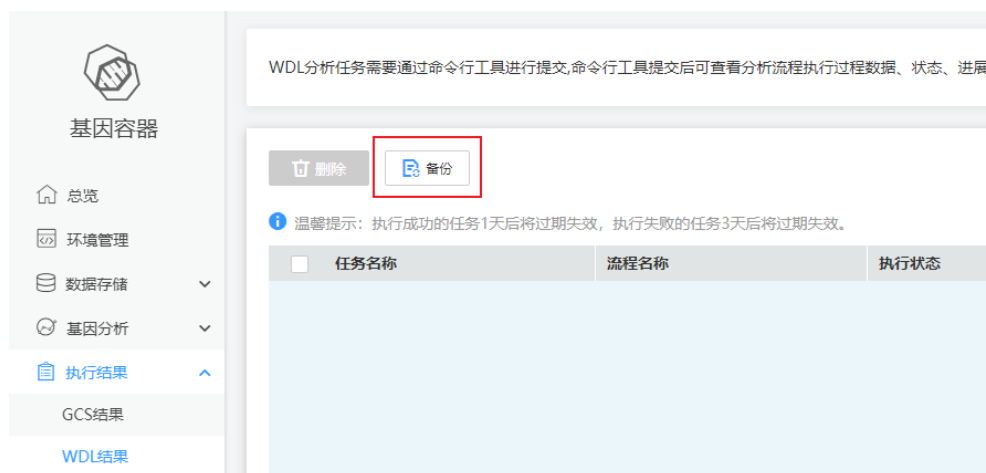 基因容器
总览
环境管理
数据存储
基因分析
执行结果
GCS结果
WDL结果
WDL分析任务需要通过命令行工具进行提交,命令行工具提交后可查看分析流程执行过程数据、状态、进展
删除
备份
温馨提示：执行成功的任务1天后将过期失效，执行失败的任务3天后将过期失效。
任务名称 流程名称 执行状态